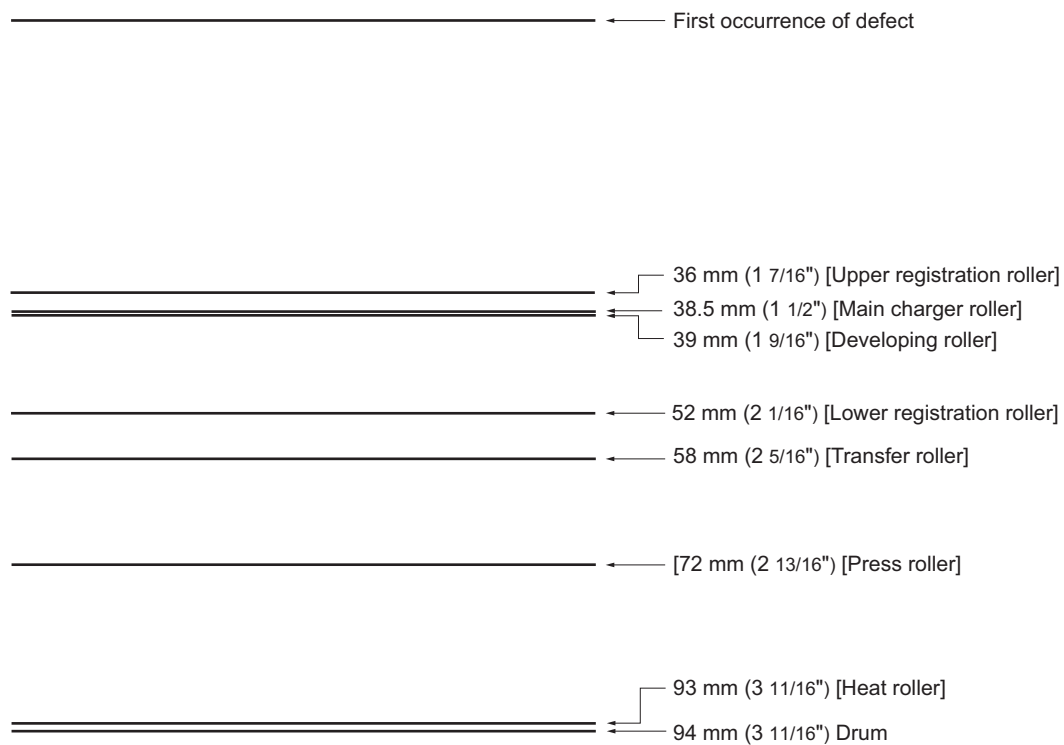 First occurrence of defect
36 mm (1 7/16") [Upper registration roller]
38.5 mm (1 1/2") [Main charger roller]
39 mm (1 9/16") [Developing roller]
52 mm (2 1/16") [Lower registration roller]
58 mm (2 5/16") [Transfer roller]
[72 mm (2 13/16") [Press roller]
93 mm (3 11/16") [Heat roller]
94 mm (3 11/16") Drum